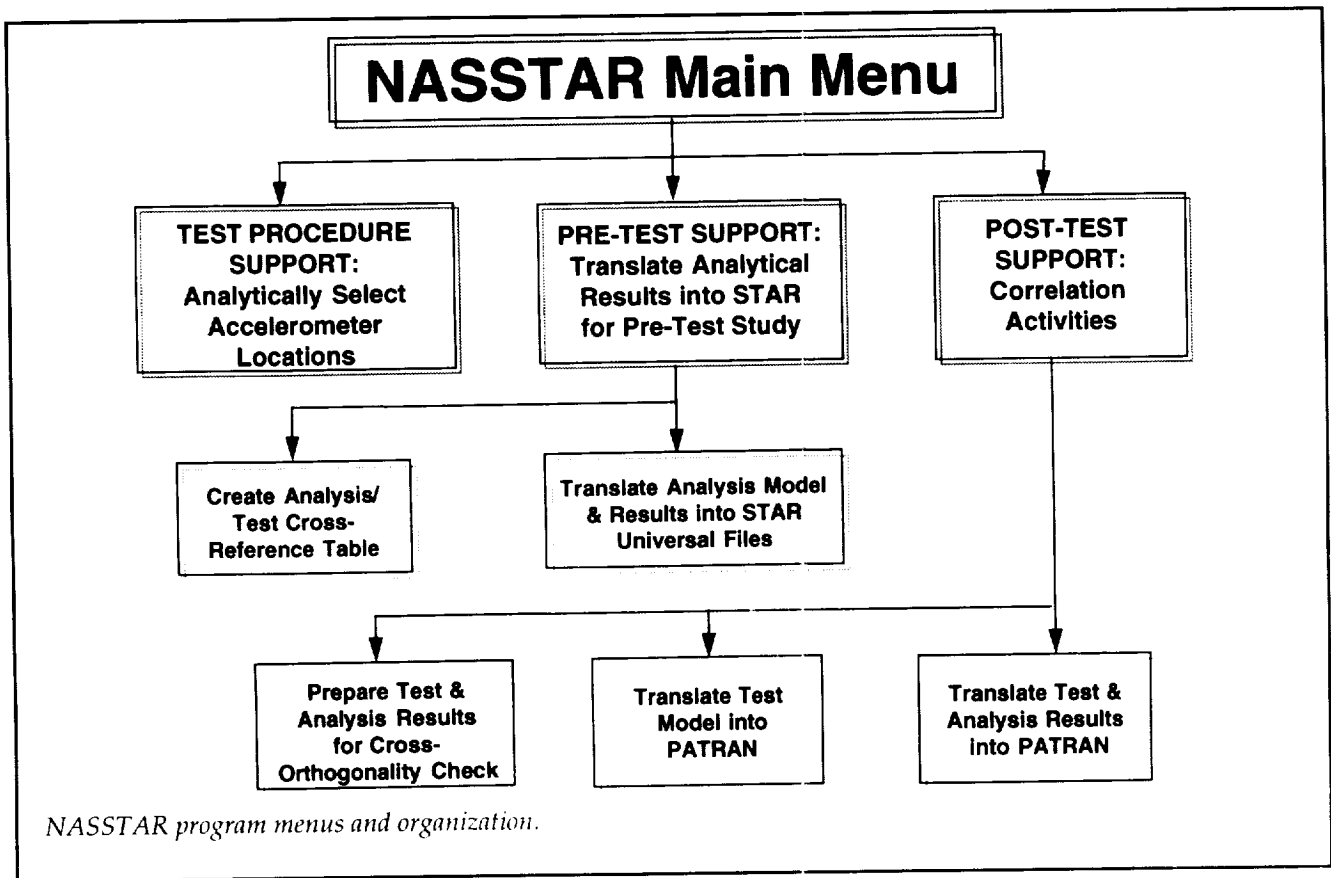 NASSTAR Main Menu
TEST PROCEDURE
SUPPORT:
Analytically Select
Accelerometer
Locations
PRE-TEST SUPPORT:
Translate Analytical
Results into STAR
for Pre-Test Study
POST-TEST
SUPPORT:
Correlation
Activities
Create Analysis/
Test Cross-
Reference Table
Translate Analysis Model
& Results into STAR
Universal Files
Prepare Test &
Analysis Results
for Cross-
Orthogonality Check
Translate Test
Model into
PATRAN
Translate Test &
Analysis Results
into PATRAN
NASSTAR program menus and organization.